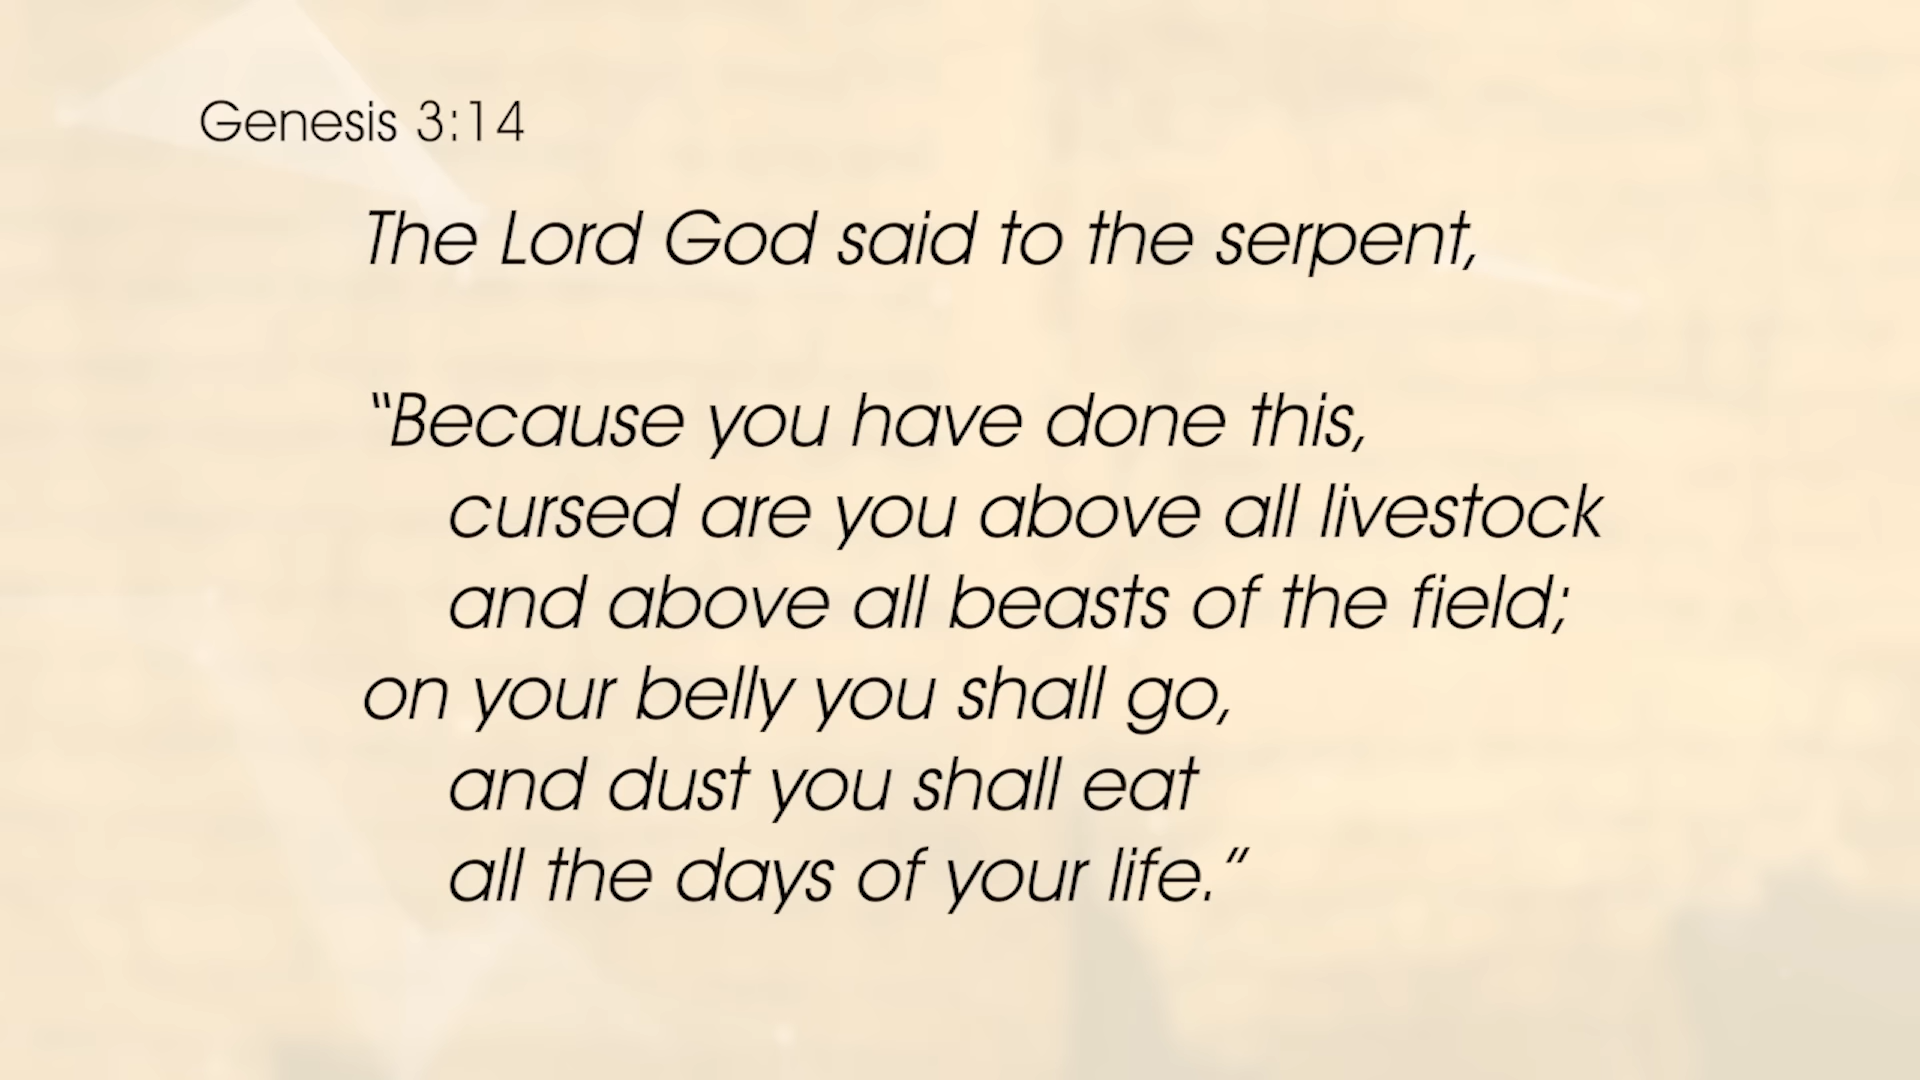 Genesis 3:14
The Lord God said to the serpent,
“Because you have done this,
cursed are you above all livestock
and above all beasts of the field;
on your belly you shall go,
and dust you shall eat
all the days of your life.”